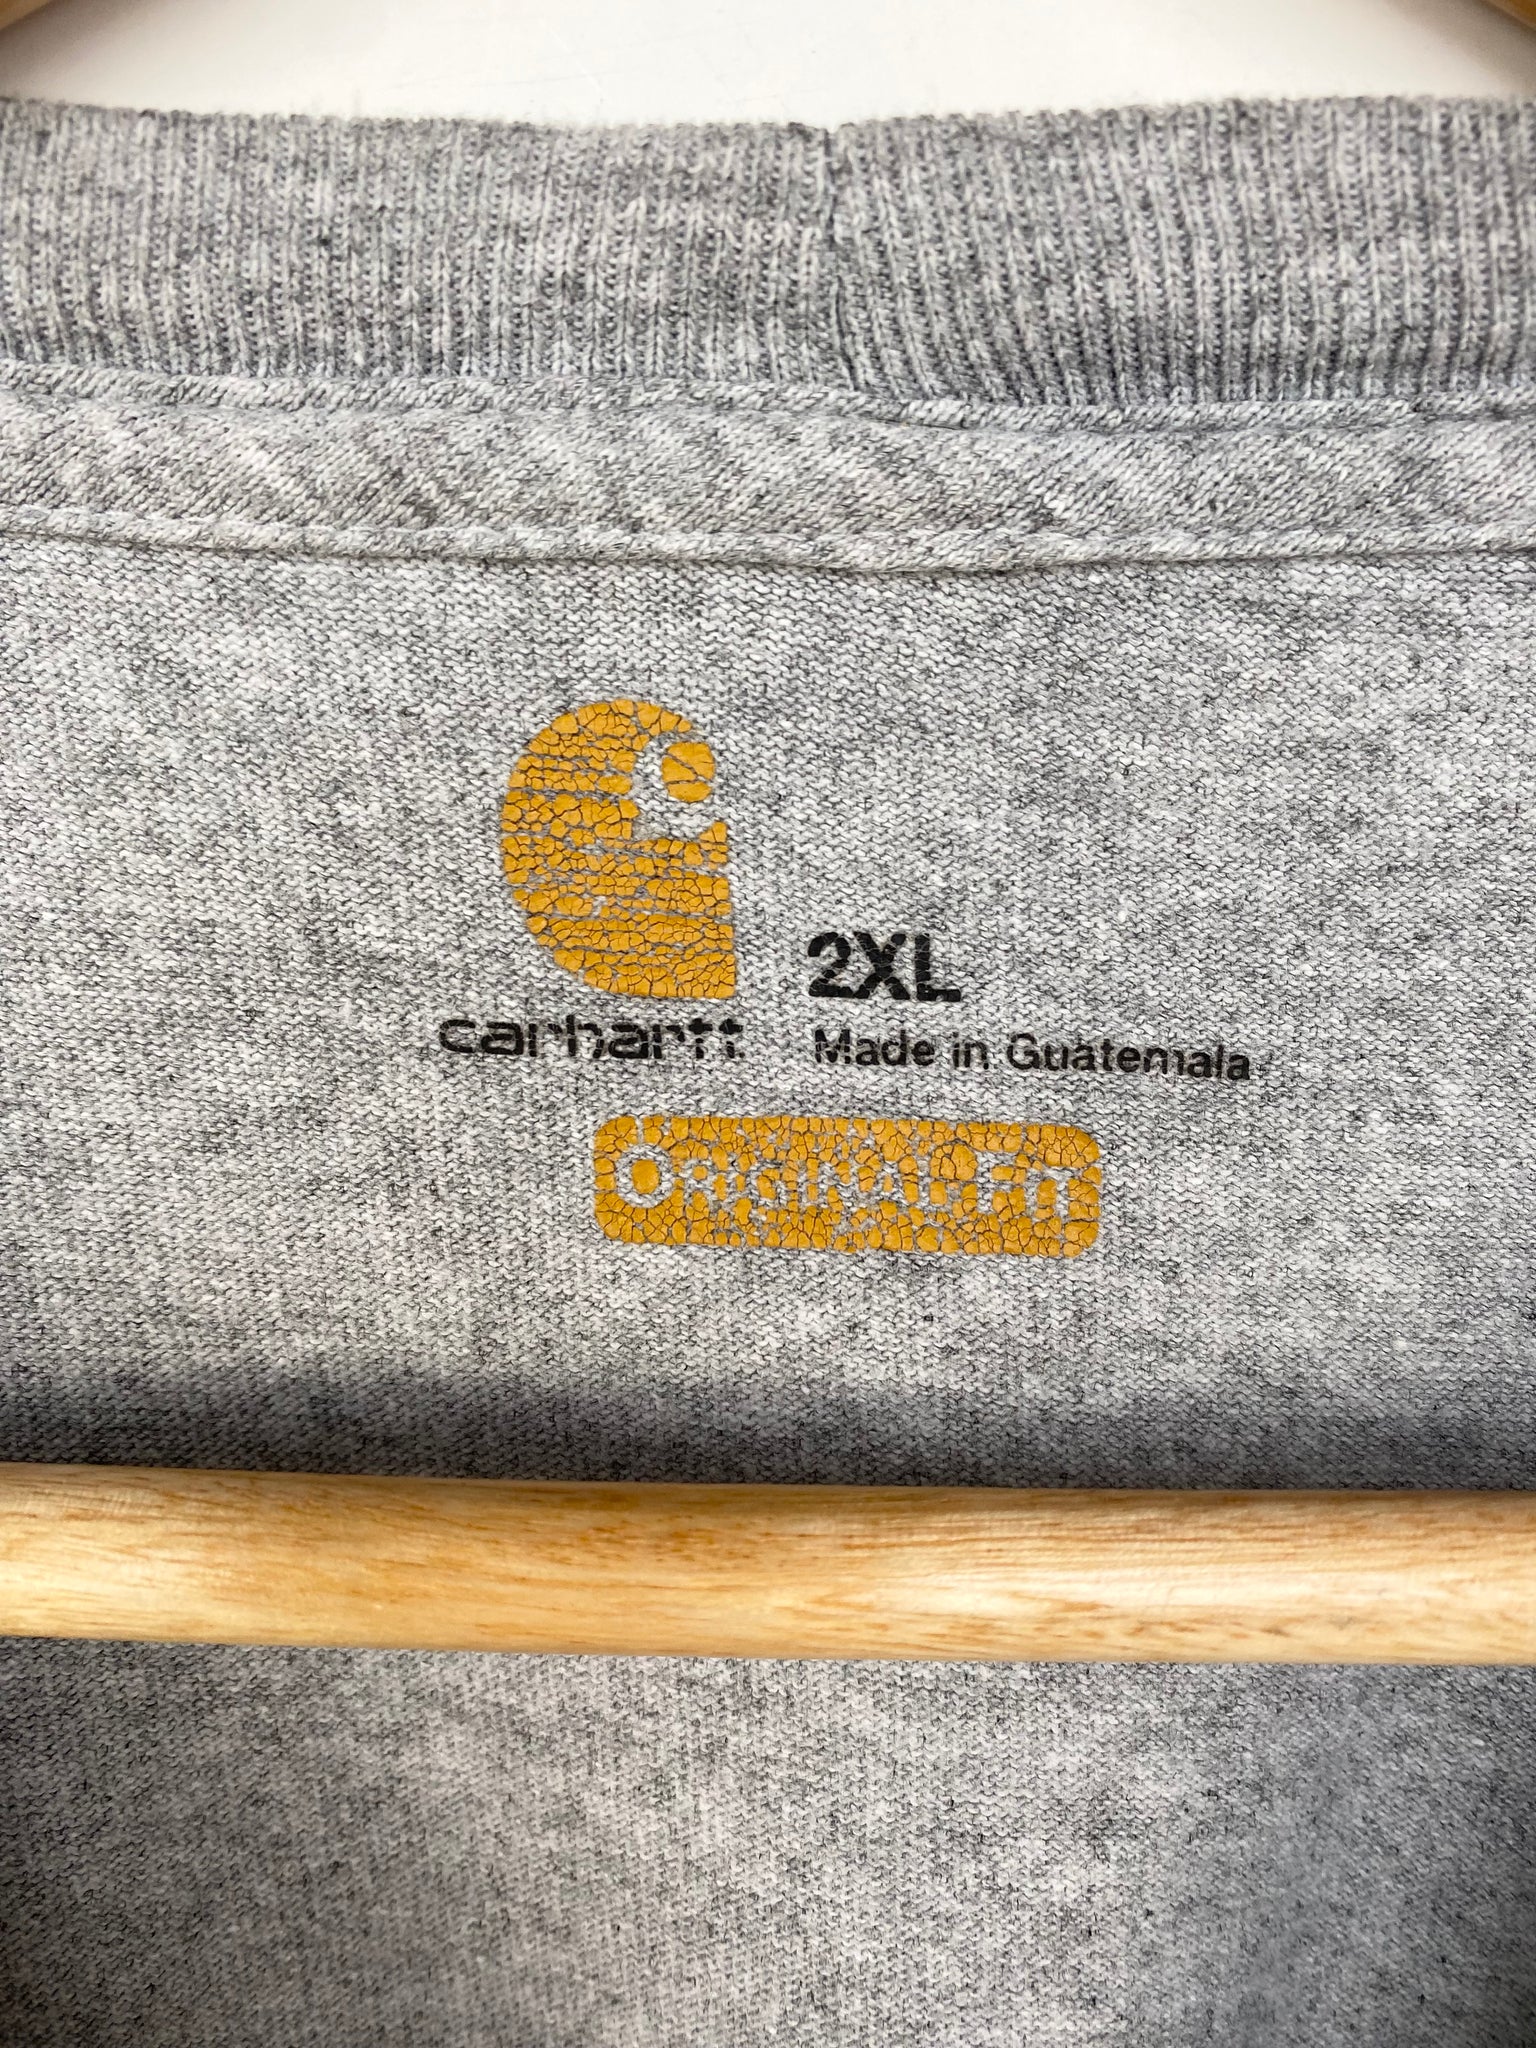 2XL
carhartt
Made in Guatemala
ORIGINAL FIT